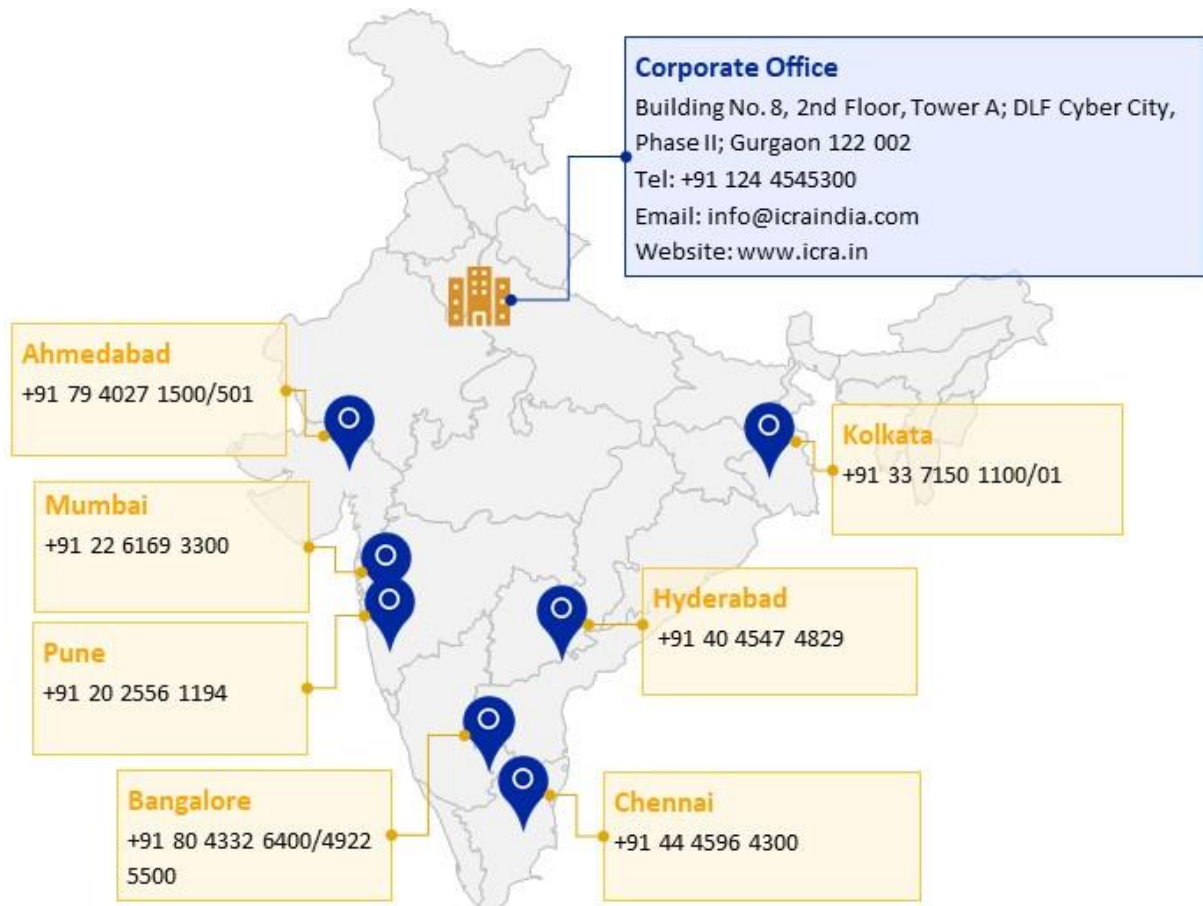 Corporate Office
Building No. 8, 2nd Floor, Tower A; DLF Cyber City,
Phase II; Gurgaon 122 002
Tel: +91 124 4545300
Email: info@icraindia.com
Website: www.icra.in
Ahmedabad
+91 79 4027 1500/501
Kolkata
+91 33 7150 1100/01
Mumbai
+91 22 6169 3300
Hyderabad
+91 40 4547 4829
Pune
+91 20 2556 1194
Bangalore
+91 80 4332 6400/4922
5500
Chennai
+91 44 4596 4300